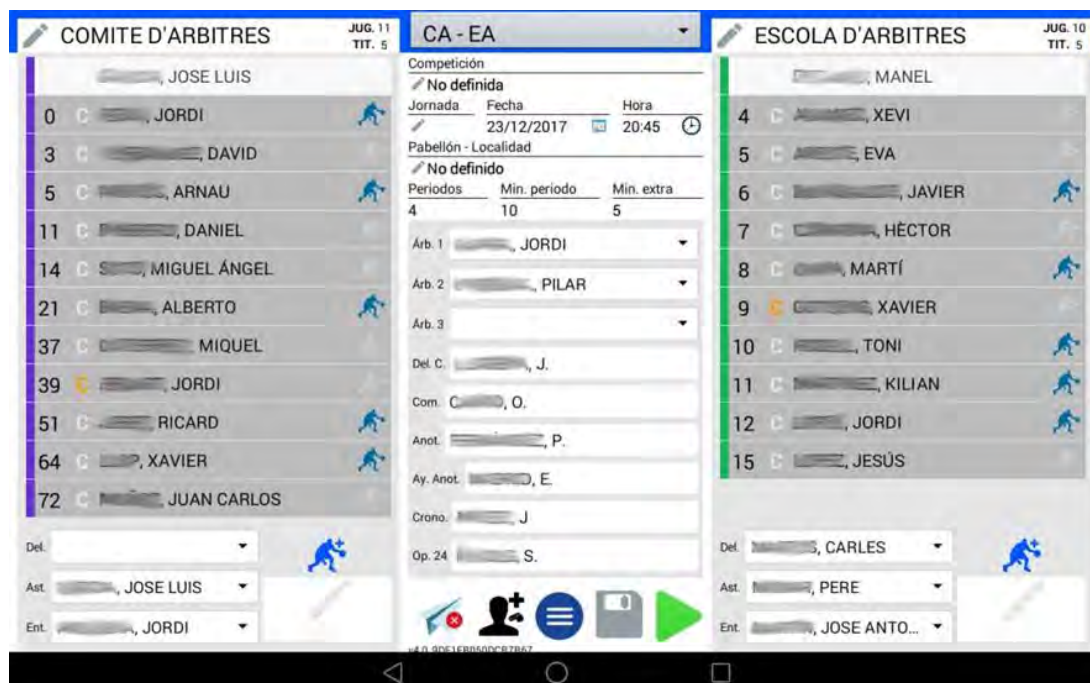 COMITE D'ARBITRES
JUG. 11
TIT. 5
, JOSE LUIS
0 C , JORDI
3 C , DAVID
5 C , ARNAU
11 C , DANIEL
14 C , MIGUEL ÁNGEL
21 C , ALBERTO
37 C MIQUEL
39 C , JORDI
51 C RICARD
64 C , XAVIER
72 C , JUAN CARLOS
Del.
Ast. , JOSE LUIS
Ent. , JORDI
CA - EA
Competición
No definida
Jornada Fecha Hora
23/12/2017 20:45
Pabellón - Localidad
No definido
Periodos Min. periodo Min. extra
4 10 5
Árb. 1 , JORDI
Árb. 2 , PILAR
Árb. 3
Del. C. , J.
Com. , O.
Anot. , P.
Ay. Anot. , E.
Crono. , J
Op. 24 , S.
ESCOLA D'ARBITRES
JUG. 10
TIT. 5
, MANEL
4 C , XEVI
5 C , EVA
6 C , JAVIER
7 C , HÈCTOR
8 C , MARTÍ
9 C XAVIER
10 C , TONI
11 C , KILIAN
12 C , JORDI
15 C , JESÚS
Del. , CARLES
Ast. , PERE
Ent. , JOSE ANTO...